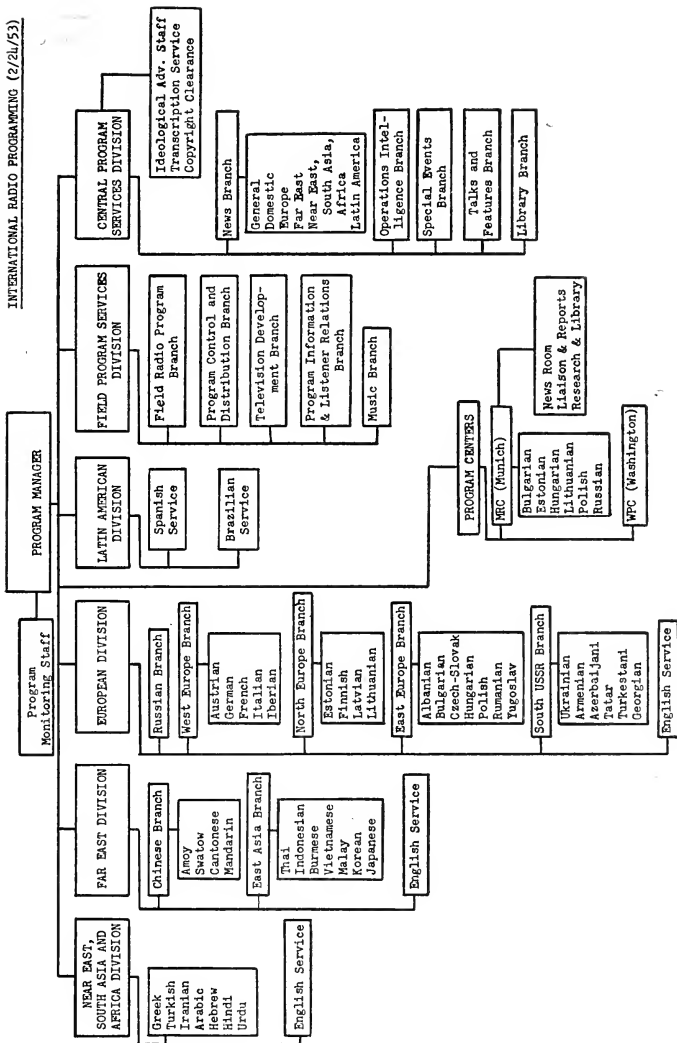 INTERNATIONAL RADIO PROGRAMMING (2/24/53)
PROGRAM MANAGER
Program
Monitoring Staff
NEAR EAST,
SOUTH ASIA AND
AFRICA DIVISION
Greek
Turkish
Iranian
Arabic
Hebrew
Hindi
Urdu
English Service
FAR EAST DIVISION
Chinese Branch
Amoy
Swatow
Cantonese
Mandarin
East Asia Branch
Thai
Indonesian
Burmese
Vietnamese
Malay
Korean
Japanese
English Service
EUROPEAN DIVISION
Russian Branch
West Europe Branch
Austrian
German
French
Italian
Iberian
North Europe Branch
Estonian
Finnish
Latvian
Lithuanian
East Europe Branch
Albanian
Bulgarian
Czech-Slovak
Hungarien
Polish
Rumanian
Yugoslav
South USSR Branch
Ukrainian
Armenian
Azerbaijani
Tatar
Turkestani
Georgian
English Service
LATIN AMERICAN
DIVISION
Spanish
Service
Brazilian
Service
FIELD PROGRAM SERVICES
DIVISION
Field Radio Program
Branch
Program Control and
Distribution Branch
Television Develop-
ment Branch
Program Information
& Listener Relations
Branch
Music Branch
PROGRAM CENTERS
MRC (Munich)
Bulgarian
Estonian
Hungarian
Lithuanian
Polish
Russian
News Room
Liaison & Reports
Research & Library
WPC (Washington)
CENTRAL PROGRAM
SERVICES DIVISION
Ideological Adv. Staff
Transcription Service
Copyright Clearance
News Branch
General
Domestic
Europe
Far East
Near East,
South Asia,
Africa
Latin America
Operations Intel-
ligence Branch
Special Events
Branch
Talks and
Features Branch
Library Branch